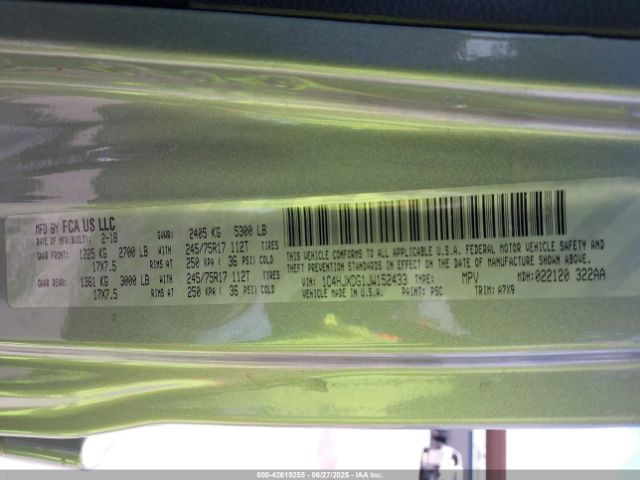 MFD BY FCA US LLC
DATE OF MFR(BUILT): 2-18 GVWR: 2405 KG 5300 LB
GAWR FRONT: 1225 KG 2700 LB WITH 245/75R17 112T TIRES
17X7.5 RIMS AT 250 KPA ( 36 PSI) COLD
GAWR REAR: 1361 KG 3000 LB WITH 245/75R17 112T TIRES
17X7.5 RIMS AT 250 KPA ( 36 PSI) COLD
THIS VEHICLE CONFORMS TO ALL APPLICABLE U.S.A. FEDERAL MOTOR VEHICLE SAFETY AND
THEFT PREVENTION STANDARDS IN EFFECT ON THE DATE OF MANUFACTURE SHOWN ABOVE.
VIN: 1C4HJXDG1JW152433 TYPE: MPV MDH: 022120 322AA
VEHICLE MADE IN U.S.A. PAINT: PSC TRIM: A7X9
000-42619255 - 06/27/2025 - IAA Inc.